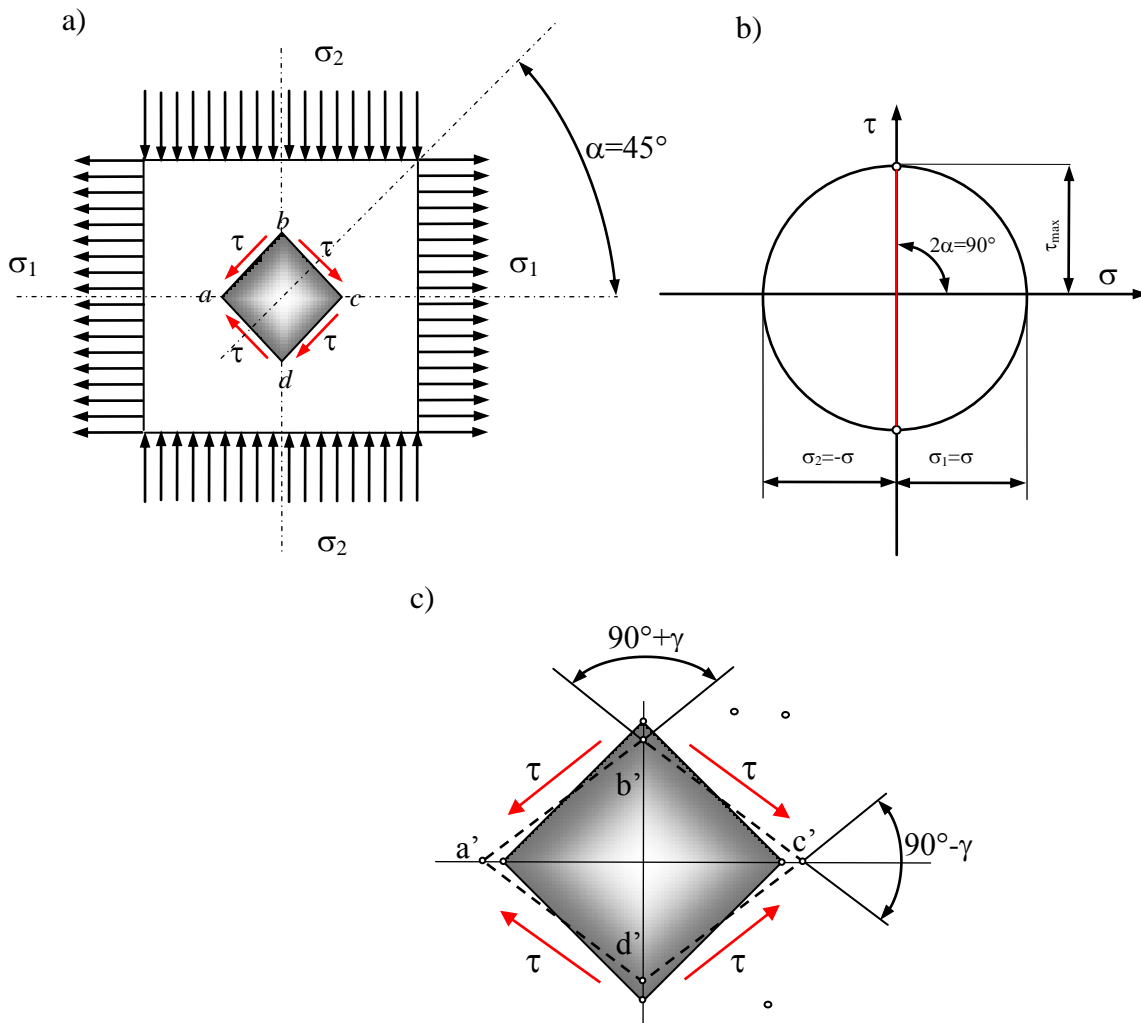 a)
b)
σ2
τ
α=45°
τmax
b
τ
τ
2α=90°
σ1
σ1
σ
a
c
τ
τ
d
σ2=-σ
σ1=σ
σ2
c)
90°+γ
τ
τ
b’
a’
c’
90°-γ
d’
τ
τ